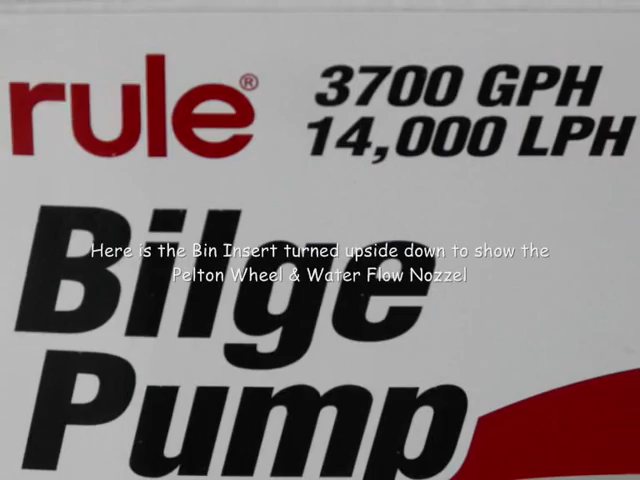 rule®
3700 GPH
14,000 LPH
Bilge
Here is the Bin Insert turned upside down to show the
Pelton Wheel & Water Flow Nozzel
Pump